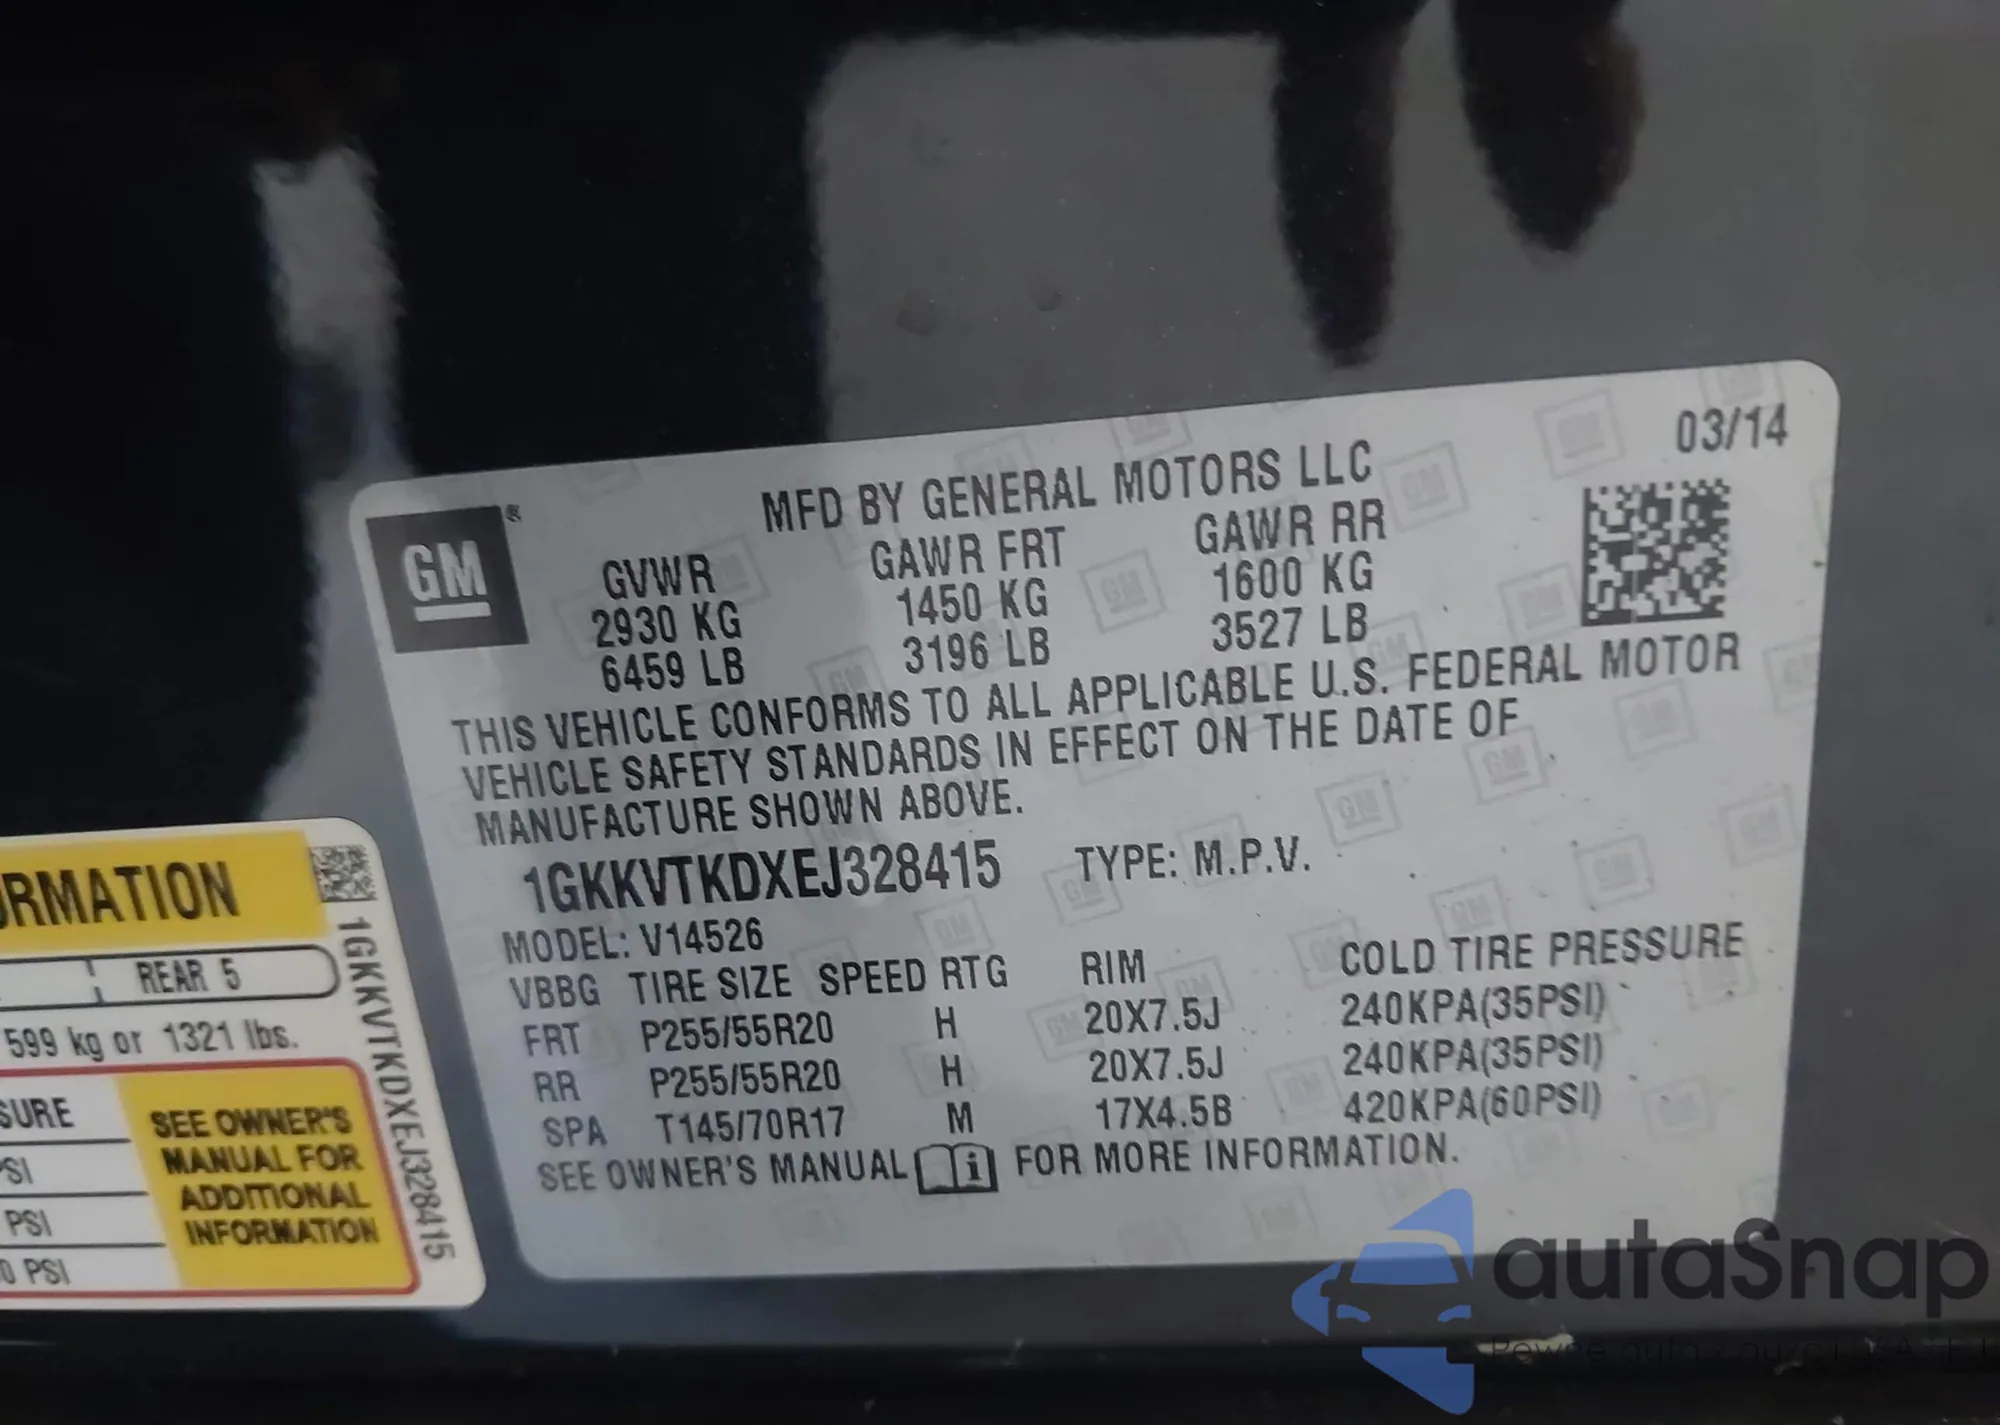 03/14
GM®
MFD BY GENERAL MOTORS LLC
GVWR GAWR FRT GAWR RR
2930 KG 1450 KG 1600 KG
6459 LB 3196 LB 3527 LB
THIS VEHICLE CONFORMS TO ALL APPLICABLE U.S. FEDERAL MOTOR
VEHICLE SAFETY STANDARDS IN EFFECT ON THE DATE OF
MANUFACTURE SHOWN ABOVE.
1GKKVTKDXEJ328415 TYPE: M.P.V.
MODEL: V14526
VBBG TIRE SIZE SPEED RTG RIM COLD TIRE PRESSURE
FRT P255/55R20 H 20X7.5J 240KPA(35PSI)
RR P255/55R20 H 20X7.5J 240KPA(35PSI)
SPA T145/70R17 M 17X4.5B 420KPA(60PSI)
SEE OWNER'S MANUAL i FOR MORE INFORMATION.
RMATION
REAR 5
599 kg or 1321 lbs.
SURE
PSI
PSI
0 PSI
SEE OWNER'S
MANUAL FOR
ADDITIONAL
INFORMATION
1GKKVTKDXEJ328415
autaSnap